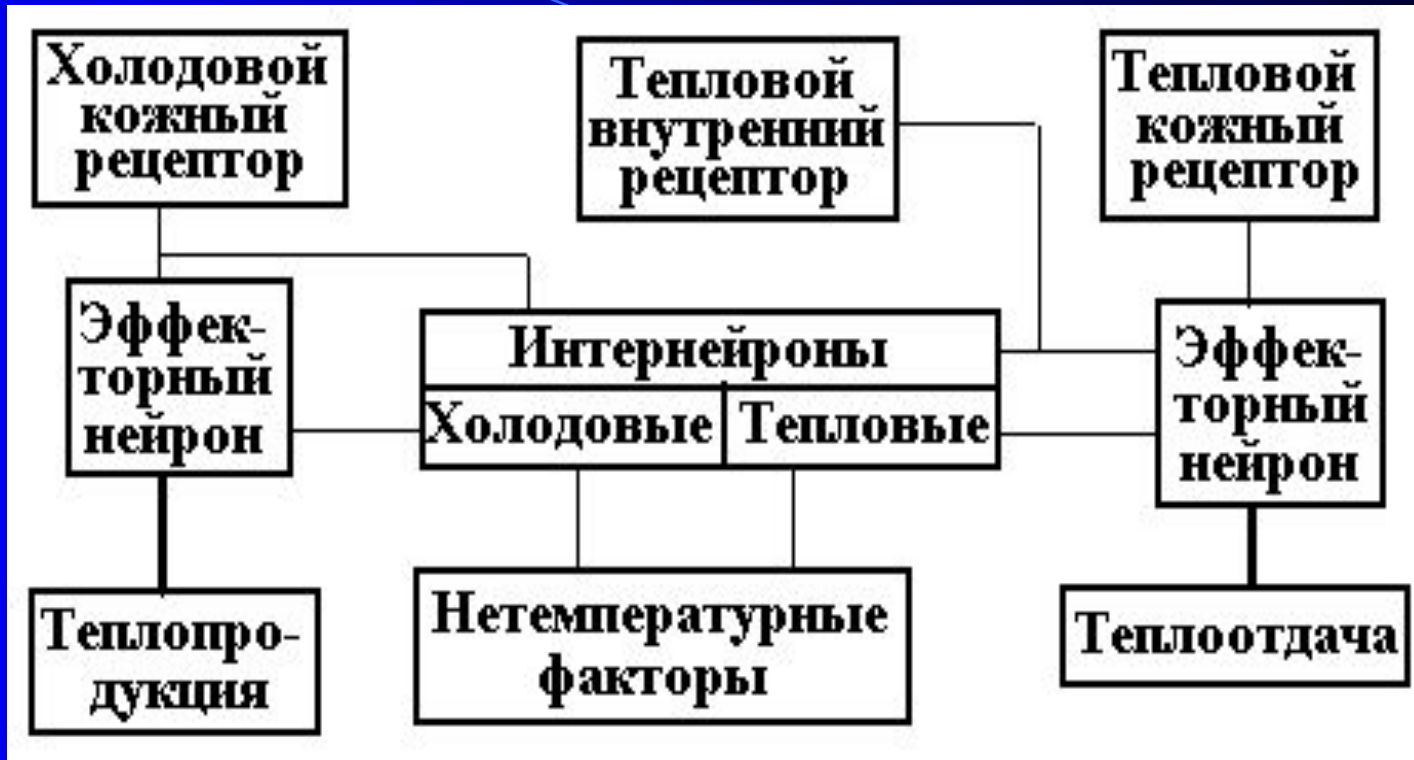 Холодовой
кожный
рецептор
Тепловой
внутренний
рецептор
Тепловой
кожный
рецептор
Эффек-
торный
нейрон
Интернейроны
Холодовые
Тепловые
Эффек-
торный
нейрон
Теплопро-
дукция
Нетемпературные
факторы
Теплоотдача